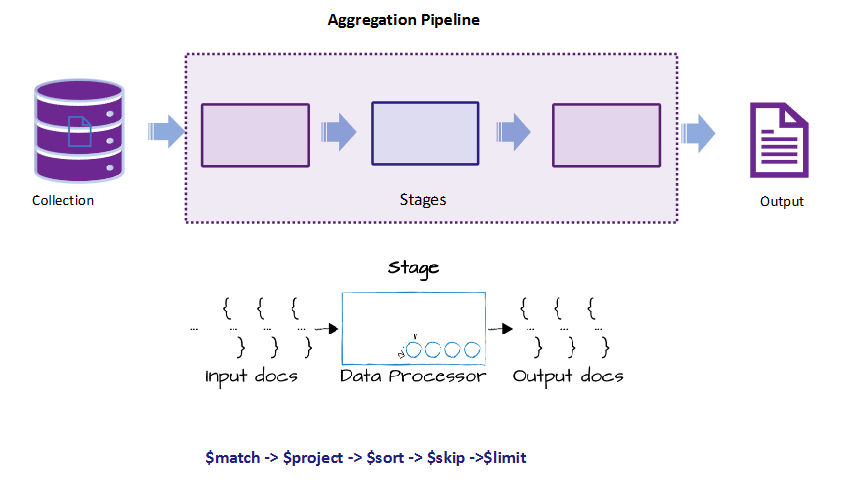 Aggregation Pipeline
Collection
Stages
Output
Stage
{ { {
... ... ... ...
} } }
{ { {
... ... ...
} } }
Input docs
Data Processor
Output docs
$match -> $project -> $sort -> $skip ->$limit